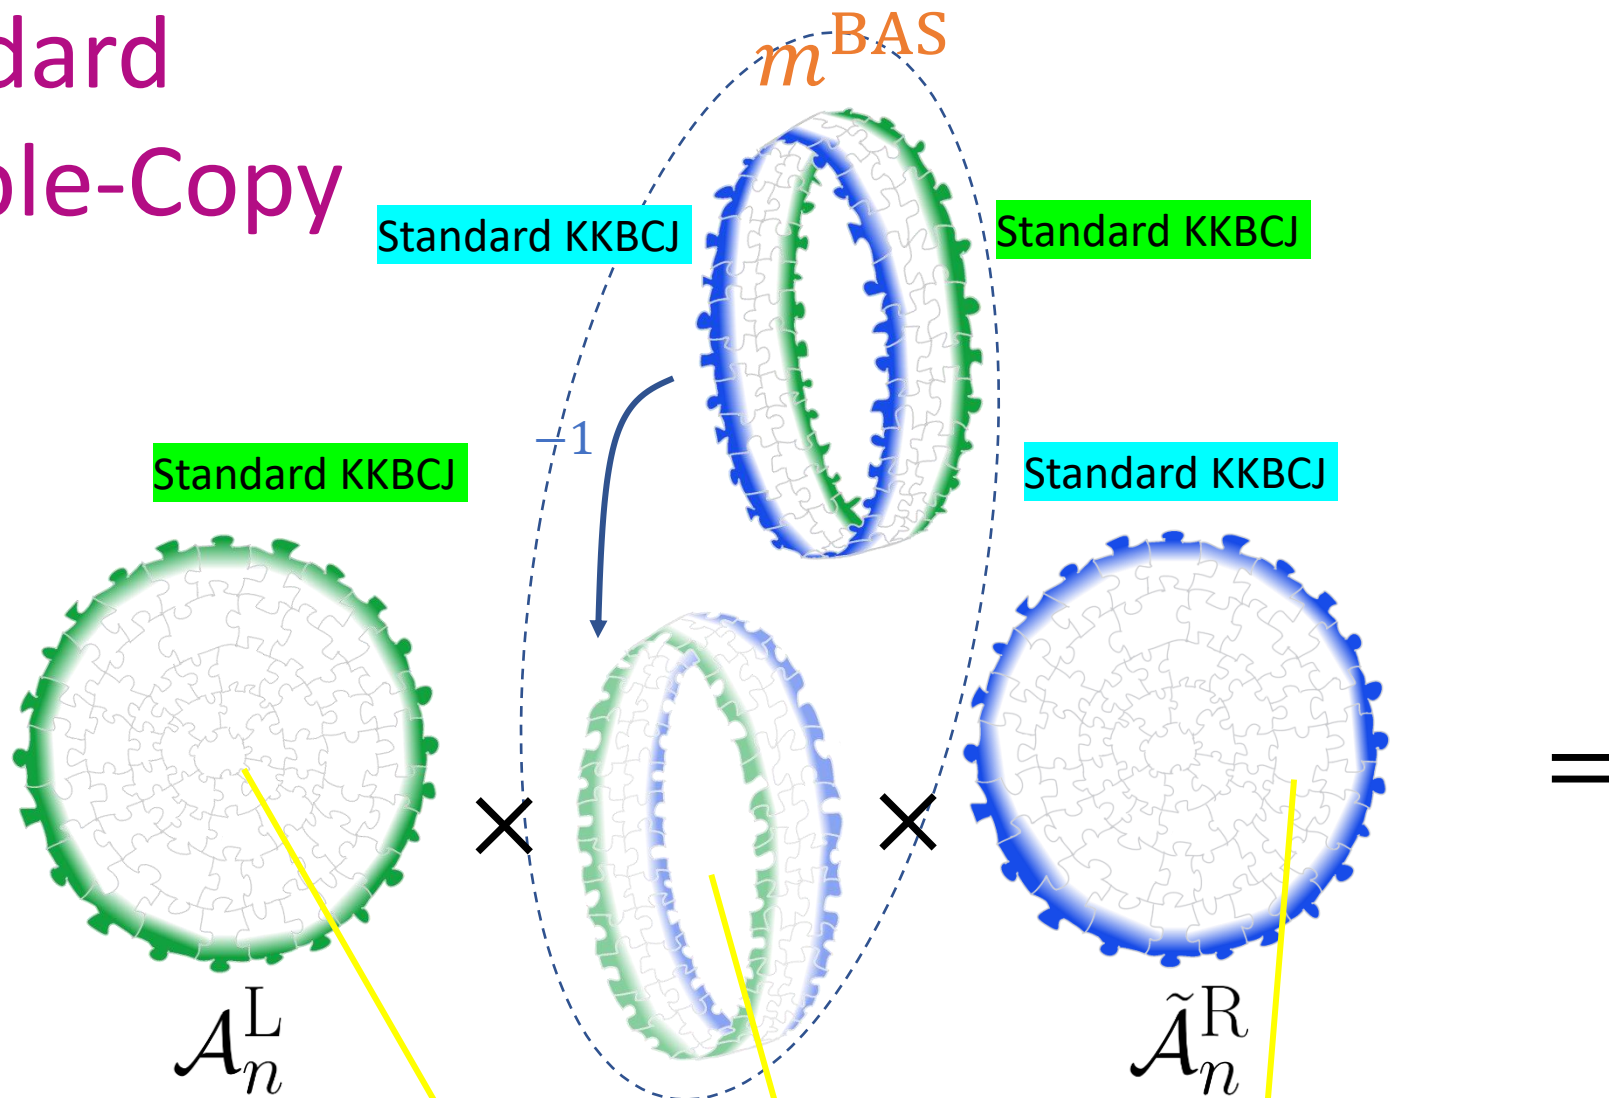 dard
ble-Copy
m^BAS
Standard KKBCJ
Standard KKBCJ
−1
Standard KKBCJ
Standard KKBCJ
×
×
=
𝒜_n^L
𝒜̃_n^R